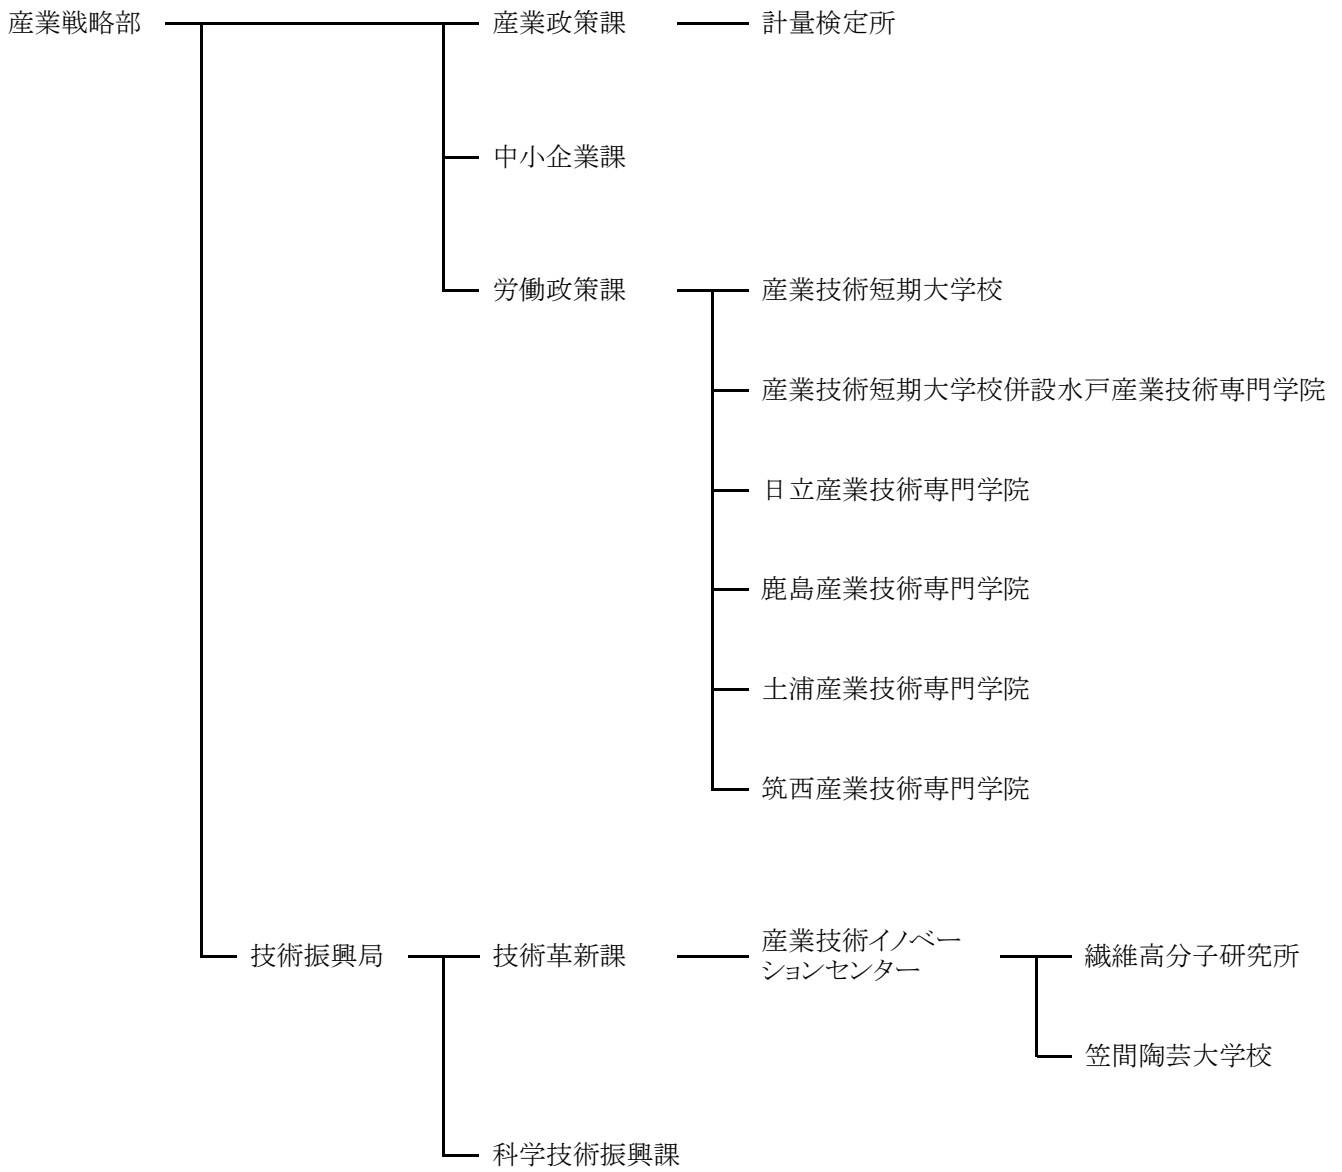 産業戦略部
産業政策課
計量検定所
中小企業課
労働政策課
産業技術短期大学校
産業技術短期大学校併設水戸産業技術専門学院
日立産業技術専門学院
鹿島産業技術専門学院
土浦産業技術専門学院
筑西産業技術専門学院
技術振興局
技術革新課
産業技術イノベー
ションセンター
繊維高分子研究所
笠間陶芸大学校
科学技術振興課